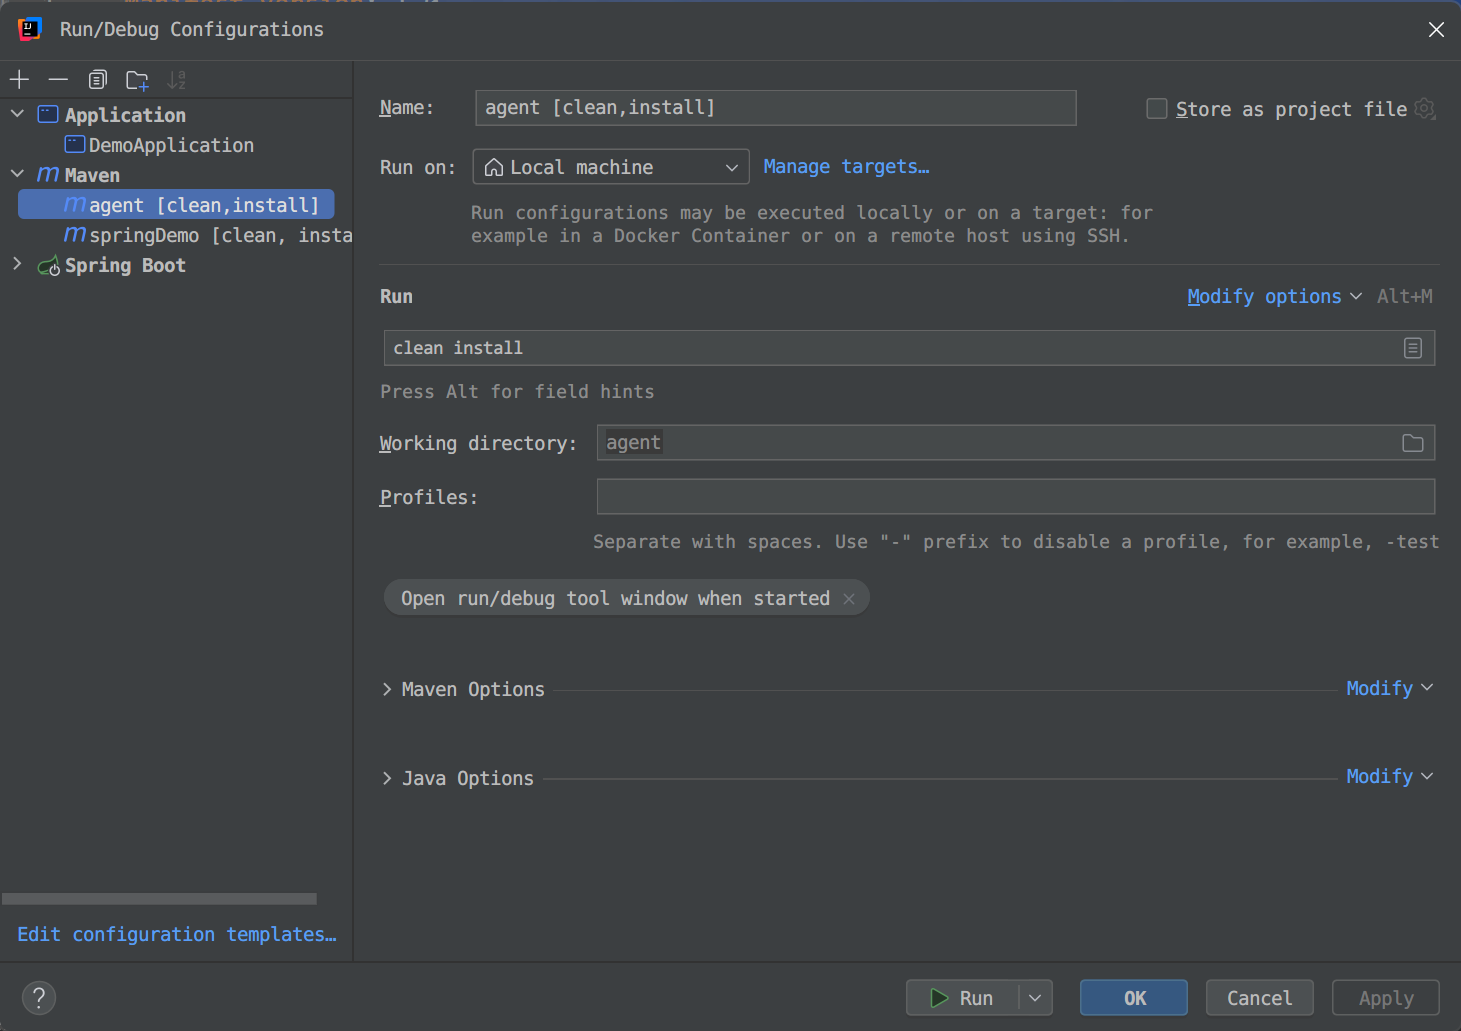 Run/Debug Configurations
Application
DemoApplication
Maven
agent [clean,install]
springDemo [clean, insta
Spring Boot
Edit configuration templates…
Name:
agent [clean,install]
Store as project file
Run on:
Local machine
Manage targets…
Run configurations may be executed locally or on a target: for
example in a Docker Container or on a remote host using SSH.
Run
Modify options
Alt+M
clean install
Press Alt for field hints
Working directory:
agent
Profiles:
Separate with spaces. Use "-" prefix to disable a profile, for example, -test
Open run/debug tool window when started
Maven Options
Modify
Java Options
Modify
?
Run
OK
Cancel
Apply